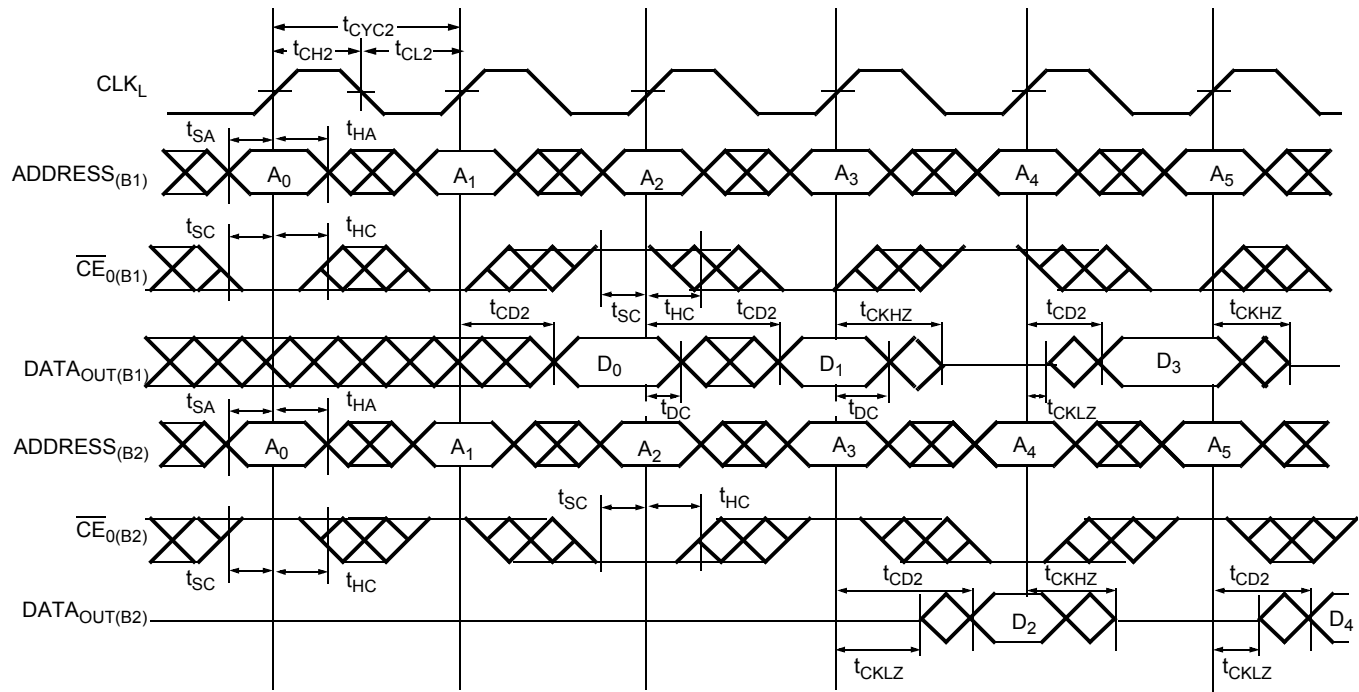 tCYC2
tCH2 tCL2
CLKL
tSA tHA
ADDRESS(B1) A0 A1 A2 A3 A4 A5
tSC tHC
CE0(B1)
tSC tHC
tCD2 tCD2 tCKHZ tCD2 tCKHZ
DATAOUT(B1) D0 D1 D3
tDC tDC tCKLZ
tSA tHA
ADDRESS(B2) A0 A1 A2 A3 A4 A5
tSC tHC
CE0(B2)
tSC tHC
tCD2 tCKHZ tCD2
DATAOUT(B2) D2 D4
tCKLZ tCKLZ